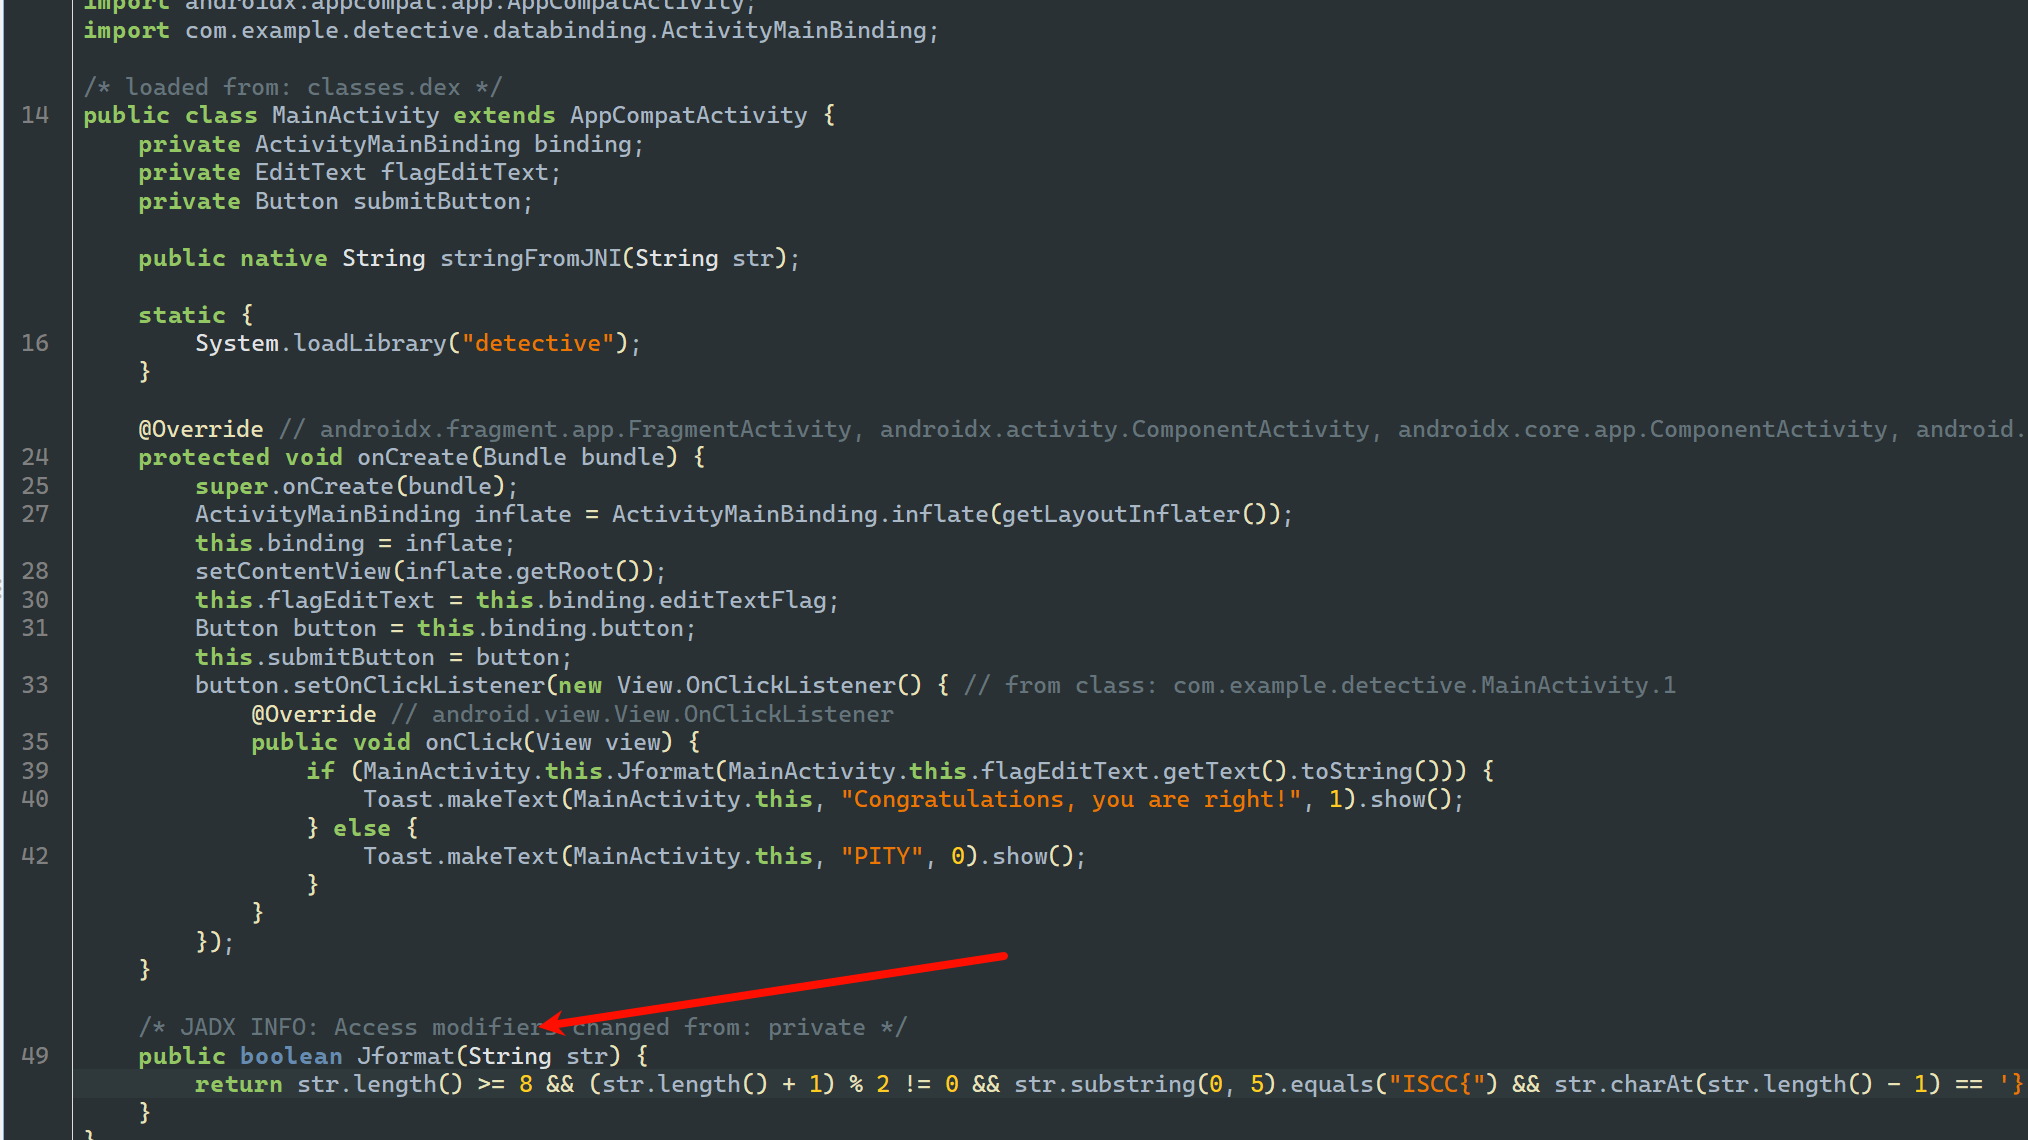 import androidx.appcompat.app.AppCompatActivity;
import com.example.detective.databinding.ActivityMainBinding;
/* loaded from: classes.dex */
14 public class MainActivity extends AppCompatActivity {
private ActivityMainBinding binding;
private EditText flagEditText;
private Button submitButton;
public native String stringFromJNI(String str);
static {
16 System.loadLibrary("detective");
}
@Override // androidx.fragment.app.FragmentActivity, androidx.activity.ComponentActivity, androidx.core.app.ComponentActivity, android.
24 protected void onCreate(Bundle bundle) {
25 super.onCreate(bundle);
27 ActivityMainBinding inflate = ActivityMainBinding.inflate(getLayoutInflater());
this.binding = inflate;
28 setContentView(inflate.getRoot());
30 this.flagEditText = this.binding.editTextFlag;
31 Button button = this.binding.button;
this.submitButton = button;
33 button.setOnClickListener(new View.OnClickListener() { // from class: com.example.detective.MainActivity.1
@Override // android.view.View.OnClickListener
35 public void onClick(View view) {
39 if (MainActivity.this.Jformat(MainActivity.this.flagEditText.getText().toString())) {
40 Toast.makeText(MainActivity.this, "Congratulations, you are right!", 1).show();
} else {
42 Toast.makeText(MainActivity.this, "PITY", 0).show();
}
}
});
}
/* JADX INFO: Access modifiers changed from: private */
49 public boolean Jformat(String str) {
return str.length() >= 8 && (str.length() + 1) % 2 != 0 && str.substring(0, 5).equals("ISCC{") && str.charAt(str.length() - 1) == '}
}
}